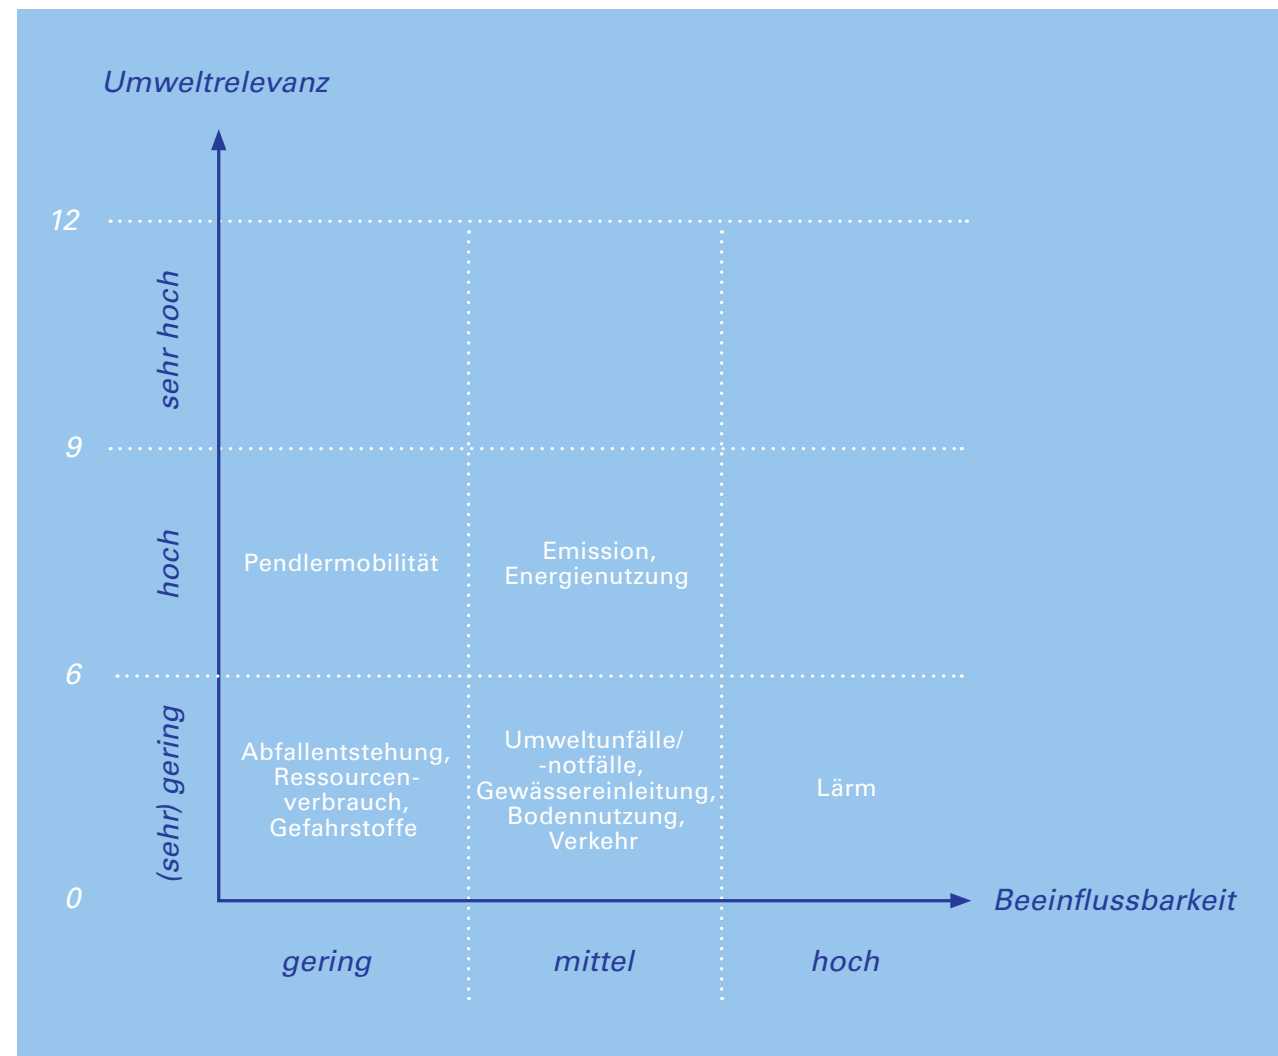 Umweltrelevanz
12
sehr hoch
9
hoch
Pendlermobilität
Emission,
Energienutzung
6
(sehr) gering
Abfallentstehung,
Ressourcen-
verbrauch,
Gefahrstoffe
Umweltunfälle/
-notfälle,
Gewässereinleitung,
Bodennutzung,
Verkehr
Lärm
0
Beeinflussbarkeit
gering
mittel
hoch